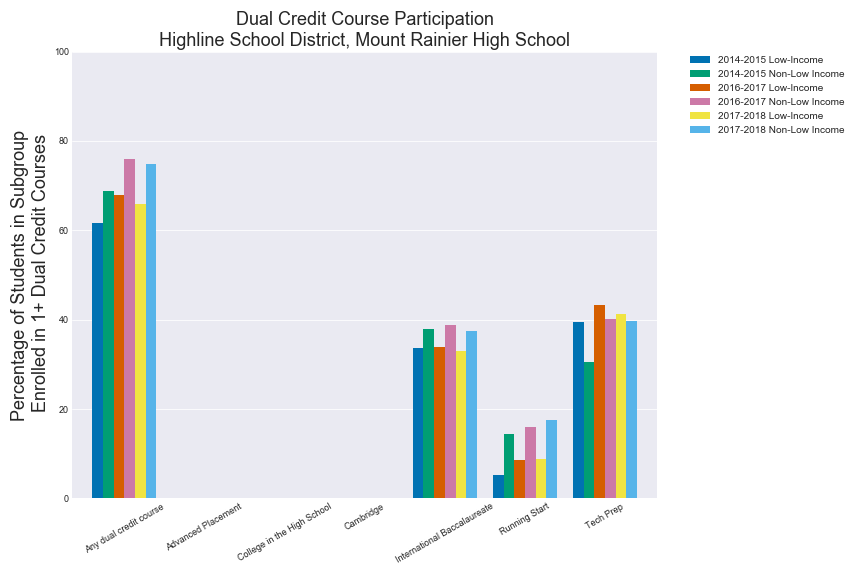 Dual Credit Course Participation
Highline School District, Mount Rainier High School
Percentage of Students in Subgroup
Enrolled in 1+ Dual Credit Courses
100
80
60
40
20
0
Any dual credit course
Advanced Placement
College in the High School
Cambridge
International Baccalaureate
Running Start
Tech Prep
2014-2015 Low-Income
2014-2015 Non-Low Income
2016-2017 Low-Income
2016-2017 Non-Low Income
2017-2018 Low-Income
2017-2018 Non-Low Income